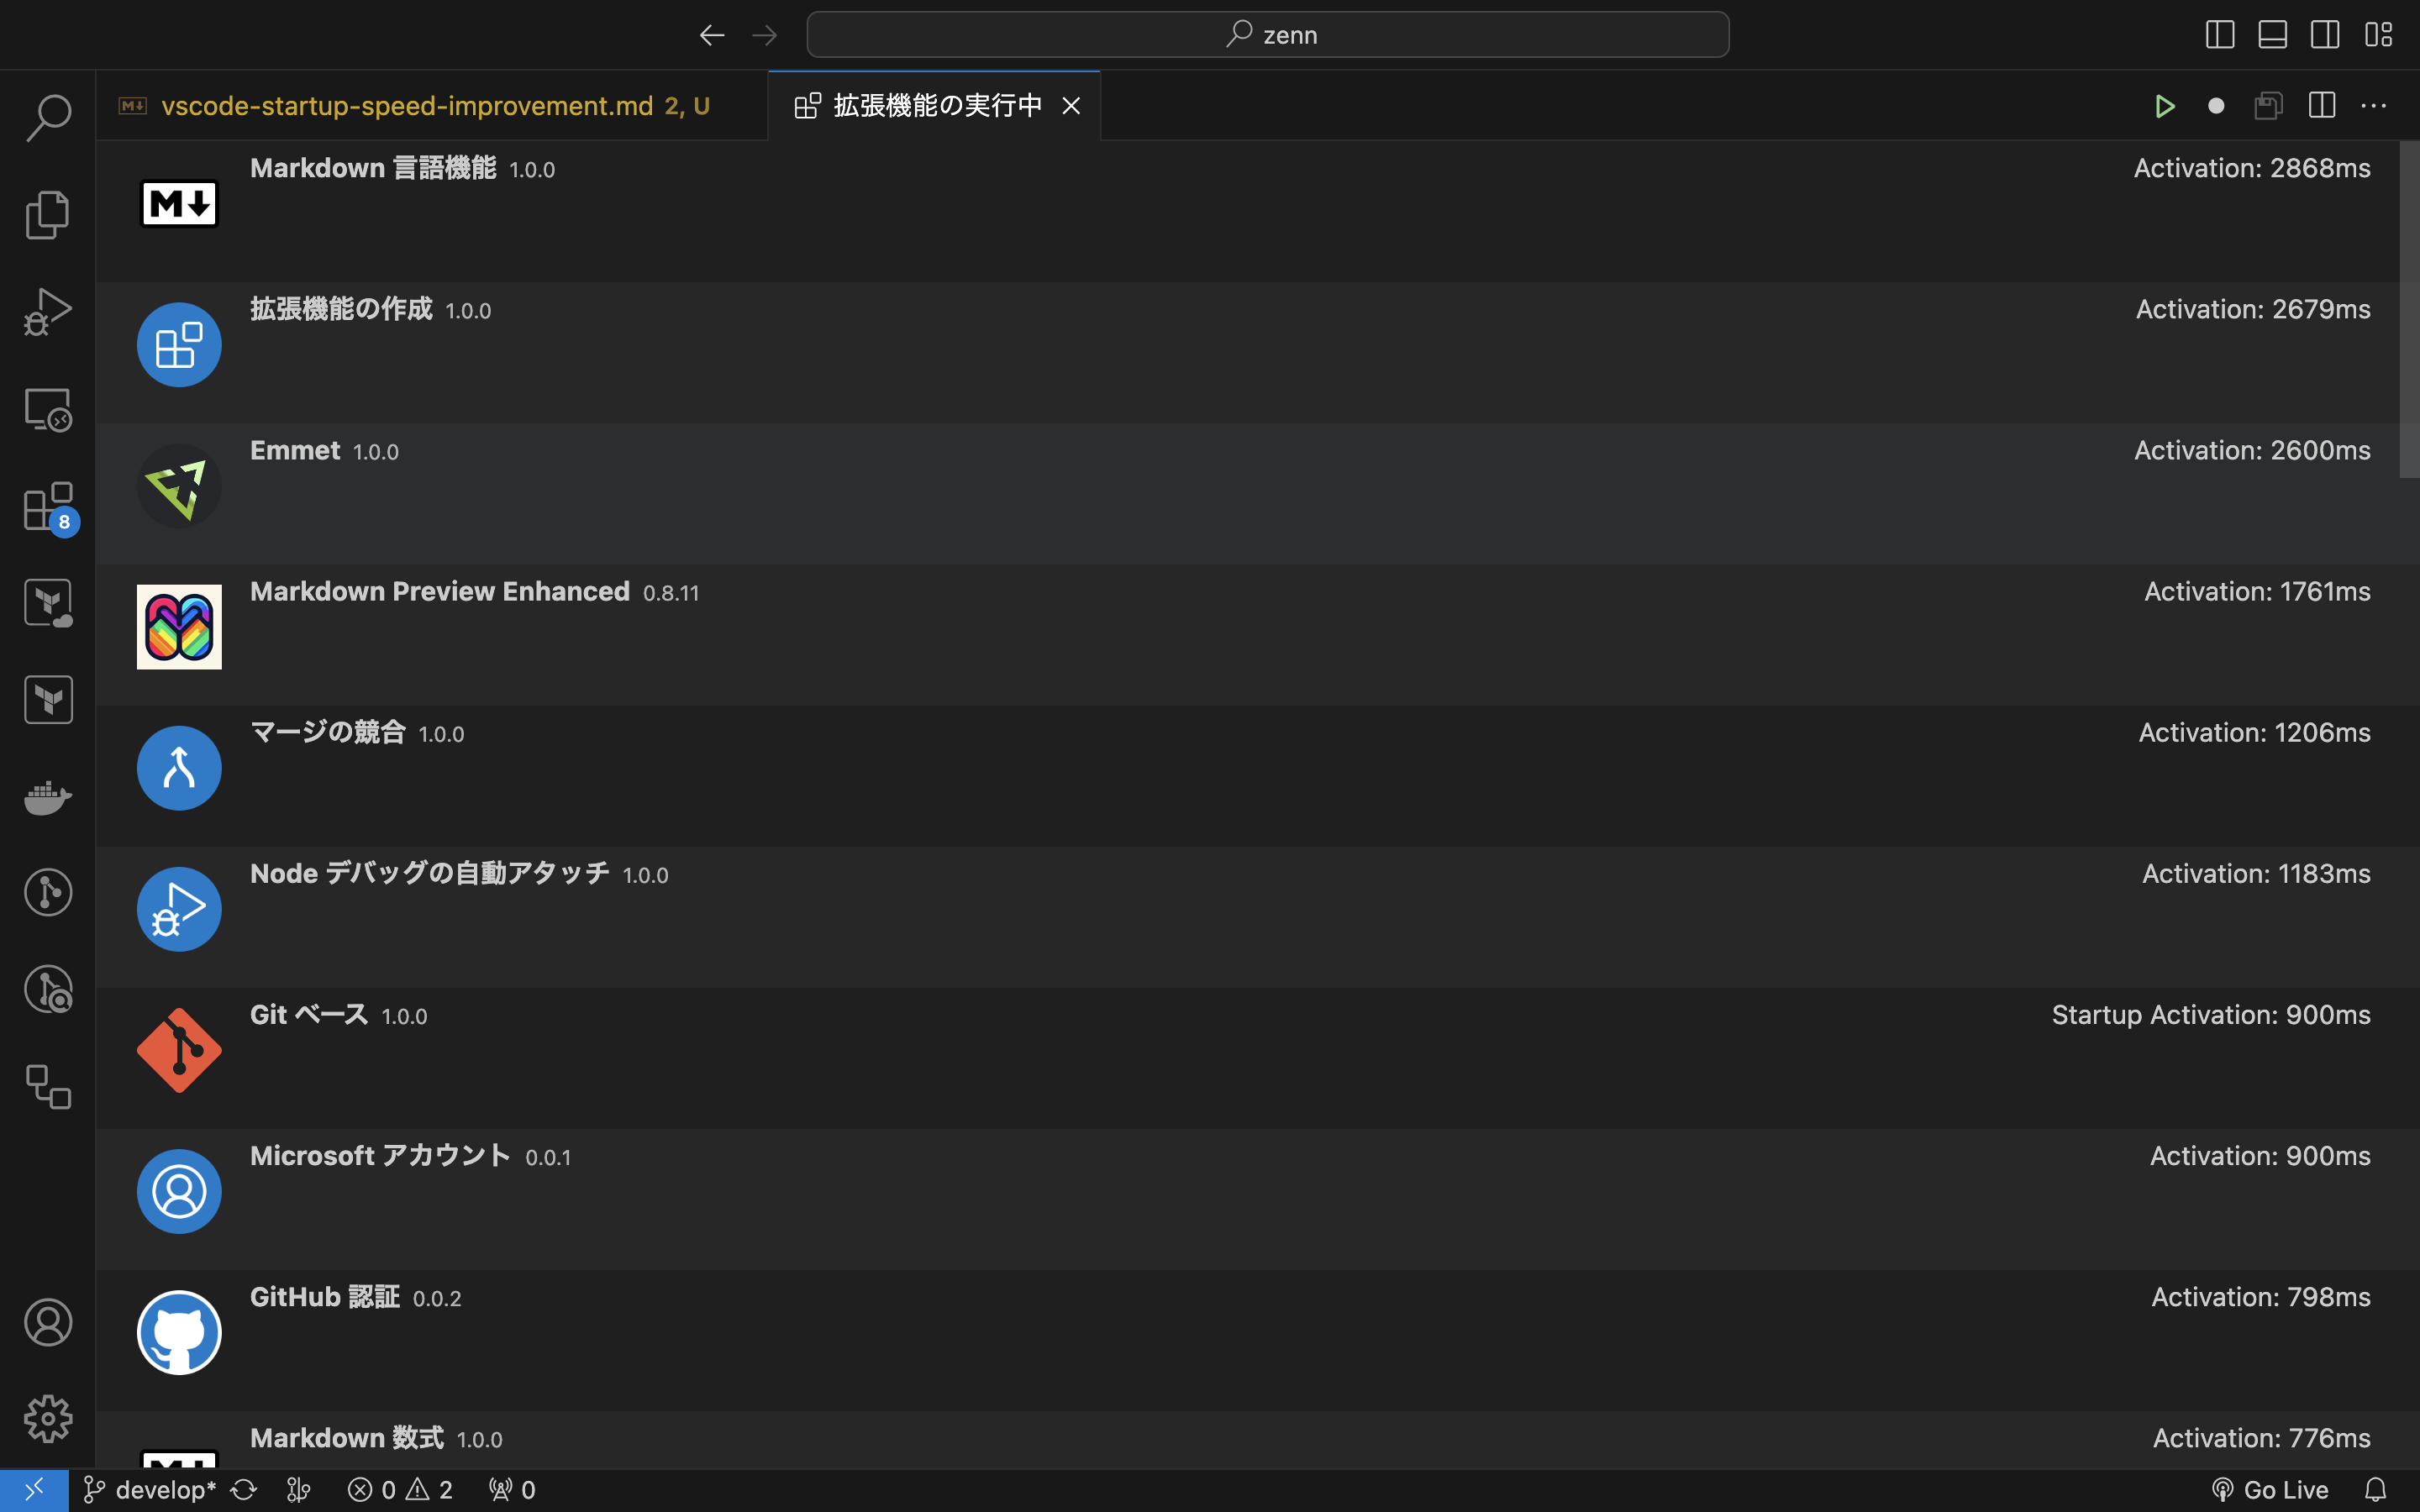 zenn
vscode-startup-speed-improvement.md 2, U
拡張機能の実行中
Markdown 言語機能 1.0.0
Activation: 2868ms
拡張機能の作成 1.0.0
Activation: 2679ms
Emmet 1.0.0
Activation: 2600ms
Markdown Preview Enhanced 0.8.11
Activation: 1761ms
マージの競合 1.0.0
Activation: 1206ms
Node デバッグの自動アタッチ 1.0.0
Activation: 1183ms
Git ベース 1.0.0
Startup Activation: 900ms
Microsoft アカウント 0.0.1
Activation: 900ms
GitHub 認証 0.0.2
Activation: 798ms
Markdown 数式 1.0.0
Activation: 776ms
8
develop* 0 2 0
Go Live